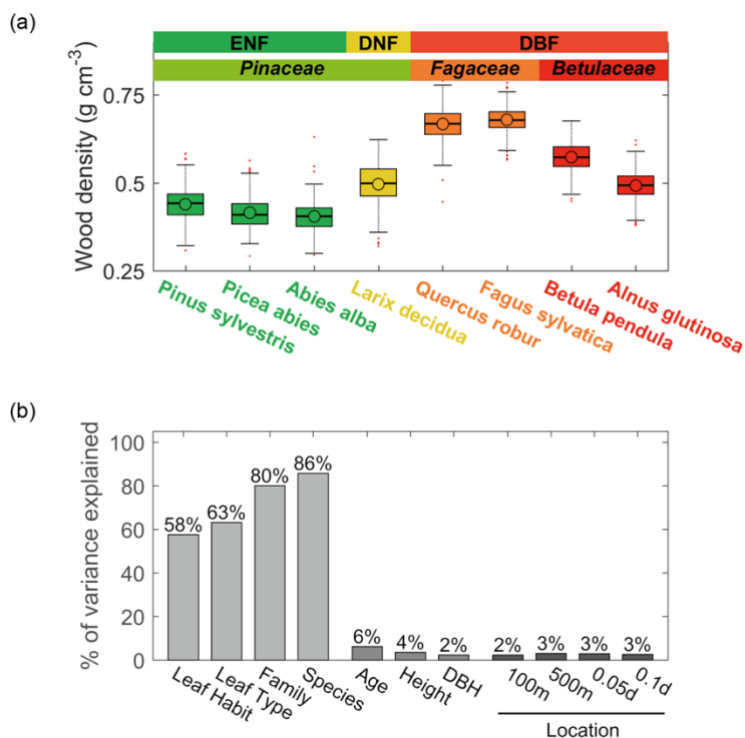 (a)
ENF DNF DBF
Pinaceae Fagaceae Betulaceae
Wood density (g cm⁻³)
0.75
0.5
0.25
Pinus sylvestris
Picea abies
Abies alba
Larix decidua
Quercus robur
Fagus sylvatica
Betula pendula
Alnus glutinosa
(b)
% of variance explained
100
80
60
40
20
0
58% 63% 80% 86% 6% 4% 2% 2% 3% 3% 3%
Leaf Habit
Leaf Type
Family
Species
Age
Height
DBH
100m
500m
0.05d
0.1d
Location